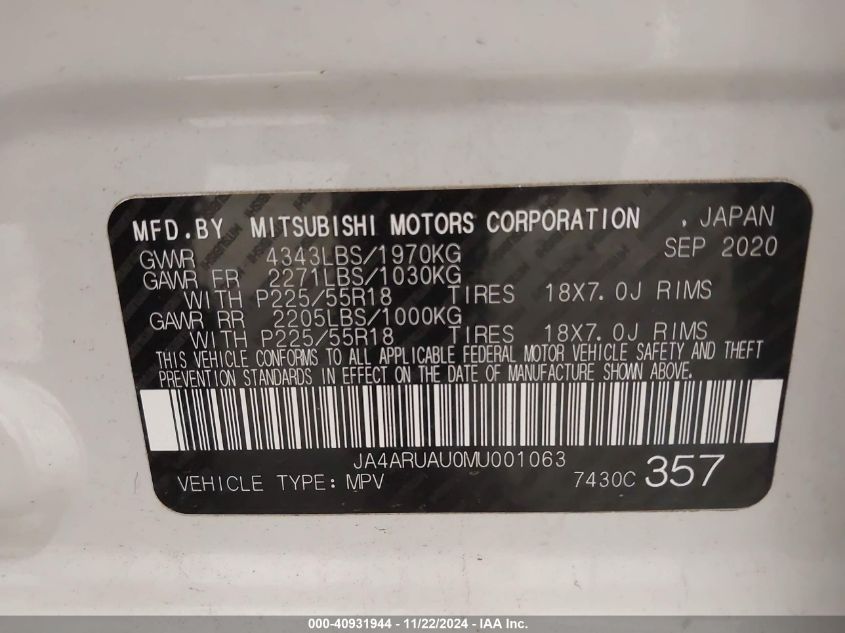 MFD.BY MITSUBISHI MOTORS CORPORATION , JAPAN
SEP 2020
GVWR 4343LBS/1970KG
GAWR FR 2271LBS/1030KG
WITH P225/55R18 TIRES 18X7.0J RIMS
GAWR RR 2205LBS/1000KG
WITH P225/55R18 TIRES 18X7.0J RIMS
THIS VEHICLE CONFORMS TO ALL APPLICABLE FEDERAL MOTOR VEHICLE SAFETY AND THEFT
PREVENTION STANDARDS IN EFFECT ON THE DATE OF MANUFACTURE SHOWN ABOVE.
JA4ARUAU0MU001063
VEHICLE TYPE: MPV 7430C 357
000-40931944 - 11/22/2024 - IAA Inc.